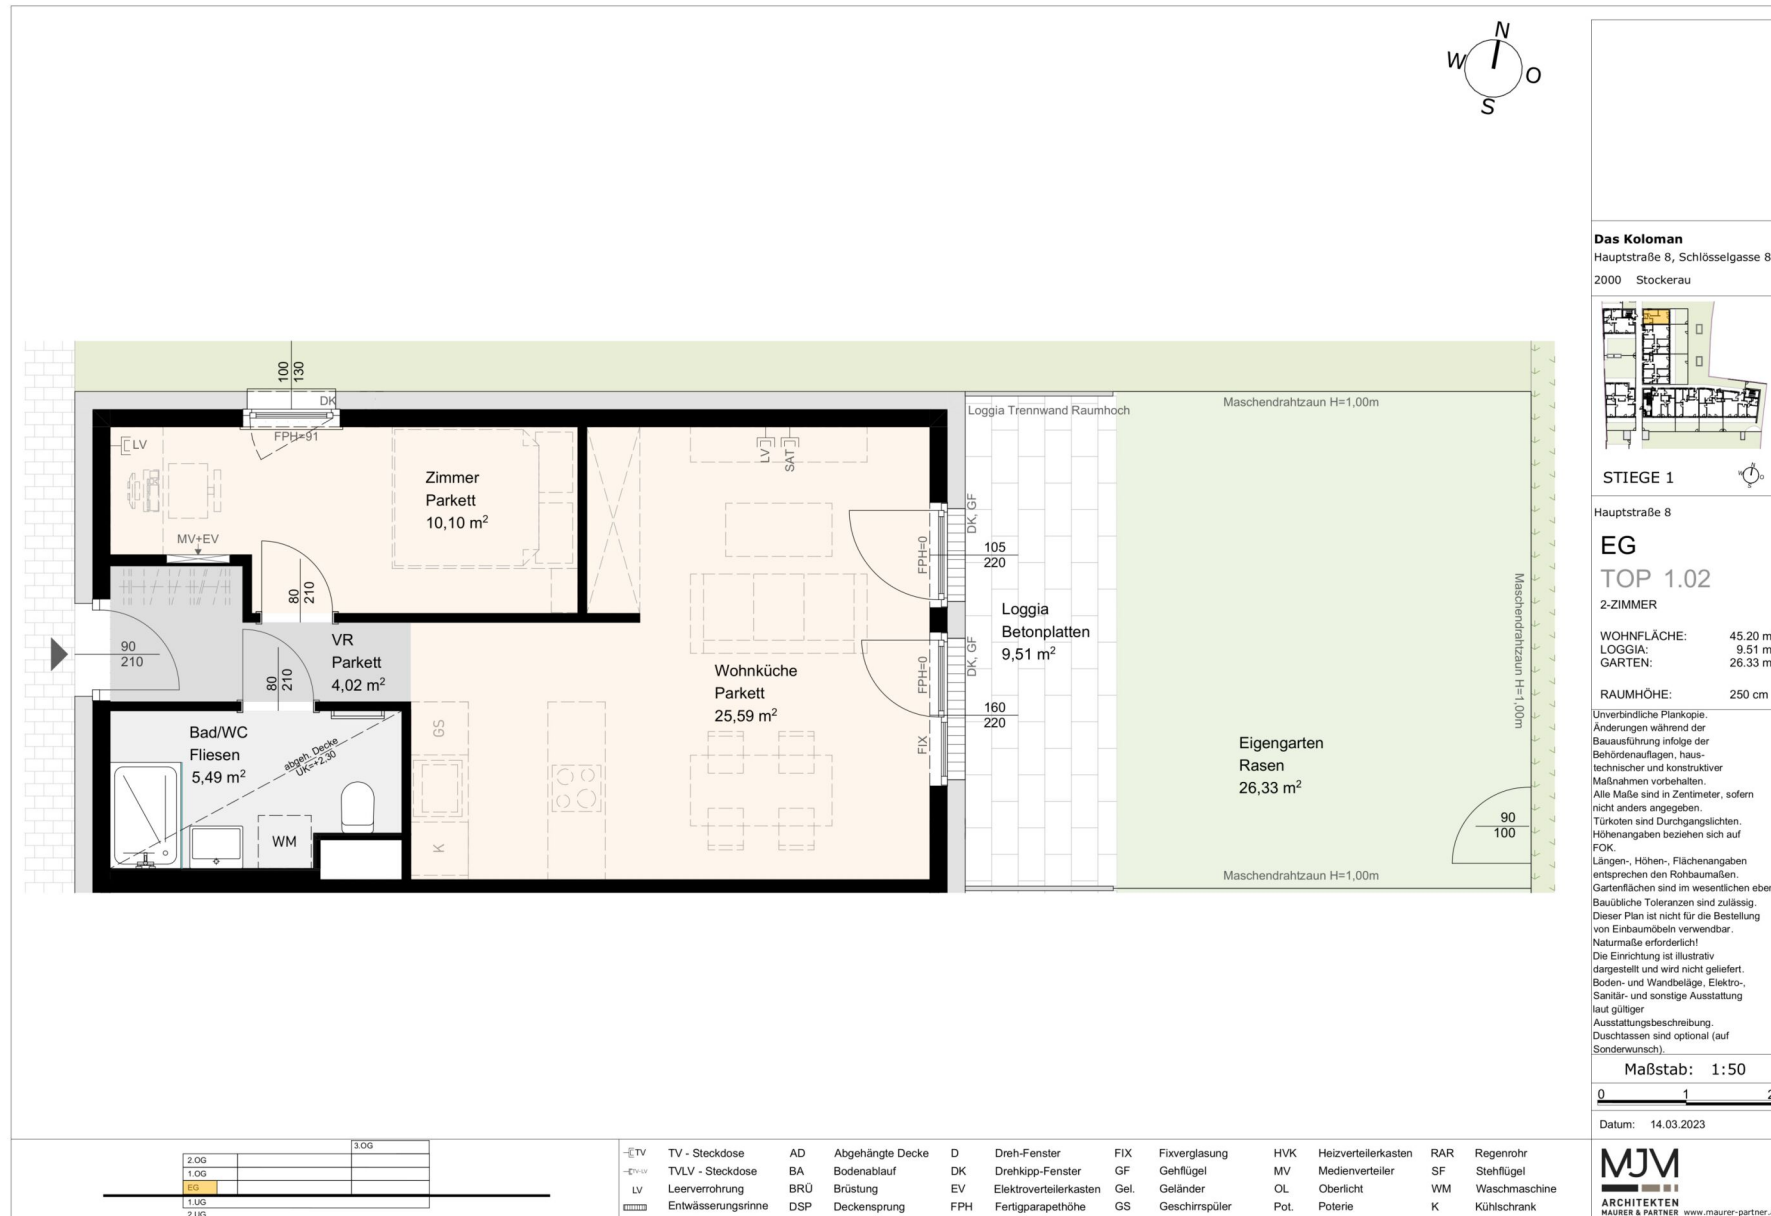 N
W
O
S
Das Koloman
Hauptstraße 8, Schlösselgasse 8
2000 Stockerau
STIEGE 1
Hauptstraße 8
EG
TOP 1.02
2-ZIMMER
WOHNFLÄCHE: 45.20 m
LOGGIA: 9.51 m
GARTEN: 26.33 m
RAUMHÖHE: 250 cm
Unverbindliche Plankopie.
Änderungen während der
Bauausführung infolge der
Behördenauflagen, haus-
technischer und konstruktiver
Maßnahmen vorbehalten.
Alle Maße sind in Zentimeter, sofern
nicht anders angegeben.
Türkoten sind Durchgangslichten.
Höhenangaben beziehen sich auf
FOK.
Längen-, Höhen-, Flächenangaben
entsprechen den Rohbaumaßen.
Gartenflächen sind im wesentlichen eben
Bauübliche Toleranzen sind zulässig.
Dieser Plan ist nicht für die Bestellung
von Einbaumöbeln verwendbar.
Naturmaße erforderlich!
Die Einrichtung ist illustrativ
dargestellt und wird nicht geliefert.
Boden- und Wandbeläge, Elektro-,
Sanitär- und sonstige Ausstattung
laut gültiger
Ausstattungsbeschreibung.
Duschtassen sind optional (auf
Sonderwunsch).
Maßstab: 1:50
0 1 2
Datum: 14.03.2023
MJM
ARCHITEKTEN
MAURER & PARTNER www.maurer-partner.
100
130
DK
FPH=91
LV
MV+EV
Zimmer
Parkett
10,10 m²
80
210
90
210
VR
Parkett
4,02 m²
80
210
Bad/WC
Fliesen
5,49 m²
abgeh. Decke
UK=+2,30
WM
GS
K
LV
SAT
Wohnküche
Parkett
25,59 m²
FPH=0
DK, GF
105
220
FPH=0
DK, GF
160
220
FIX
Loggia Trennwand Raumhoch
Loggia
Betonplatten
9,51 m²
Maschendrahtzaun H=1,00m
Maschendrahtzaun H=1,00m
Eigengarten
Rasen
26,33 m²
90
100
Maschendrahtzaun H=1,00m
3.OG
2.OG
1.OG
EG
1.UG
2.UG
TV TV - Steckdose AD Abgehängte Decke D Dreh-Fenster FIX Fixverglasung HVK Heizverteilerkasten RAR Regenrohr
TV-LV TVLV - Steckdose BA Bodenablauf DK Drehkipp-Fenster GF Gehflügel MV Medienverteiler SF Stehflügel
LV Leerverrohrung BRÜ Brüstung EV Elektroverteilerkasten Gel. Geländer OL Oberlicht WM Waschmaschine
Entwässerungsrinne DSP Deckensprung FPH Fertigparapethöhe GS Geschirrspüler Pot. Poterie K Kühlschrank